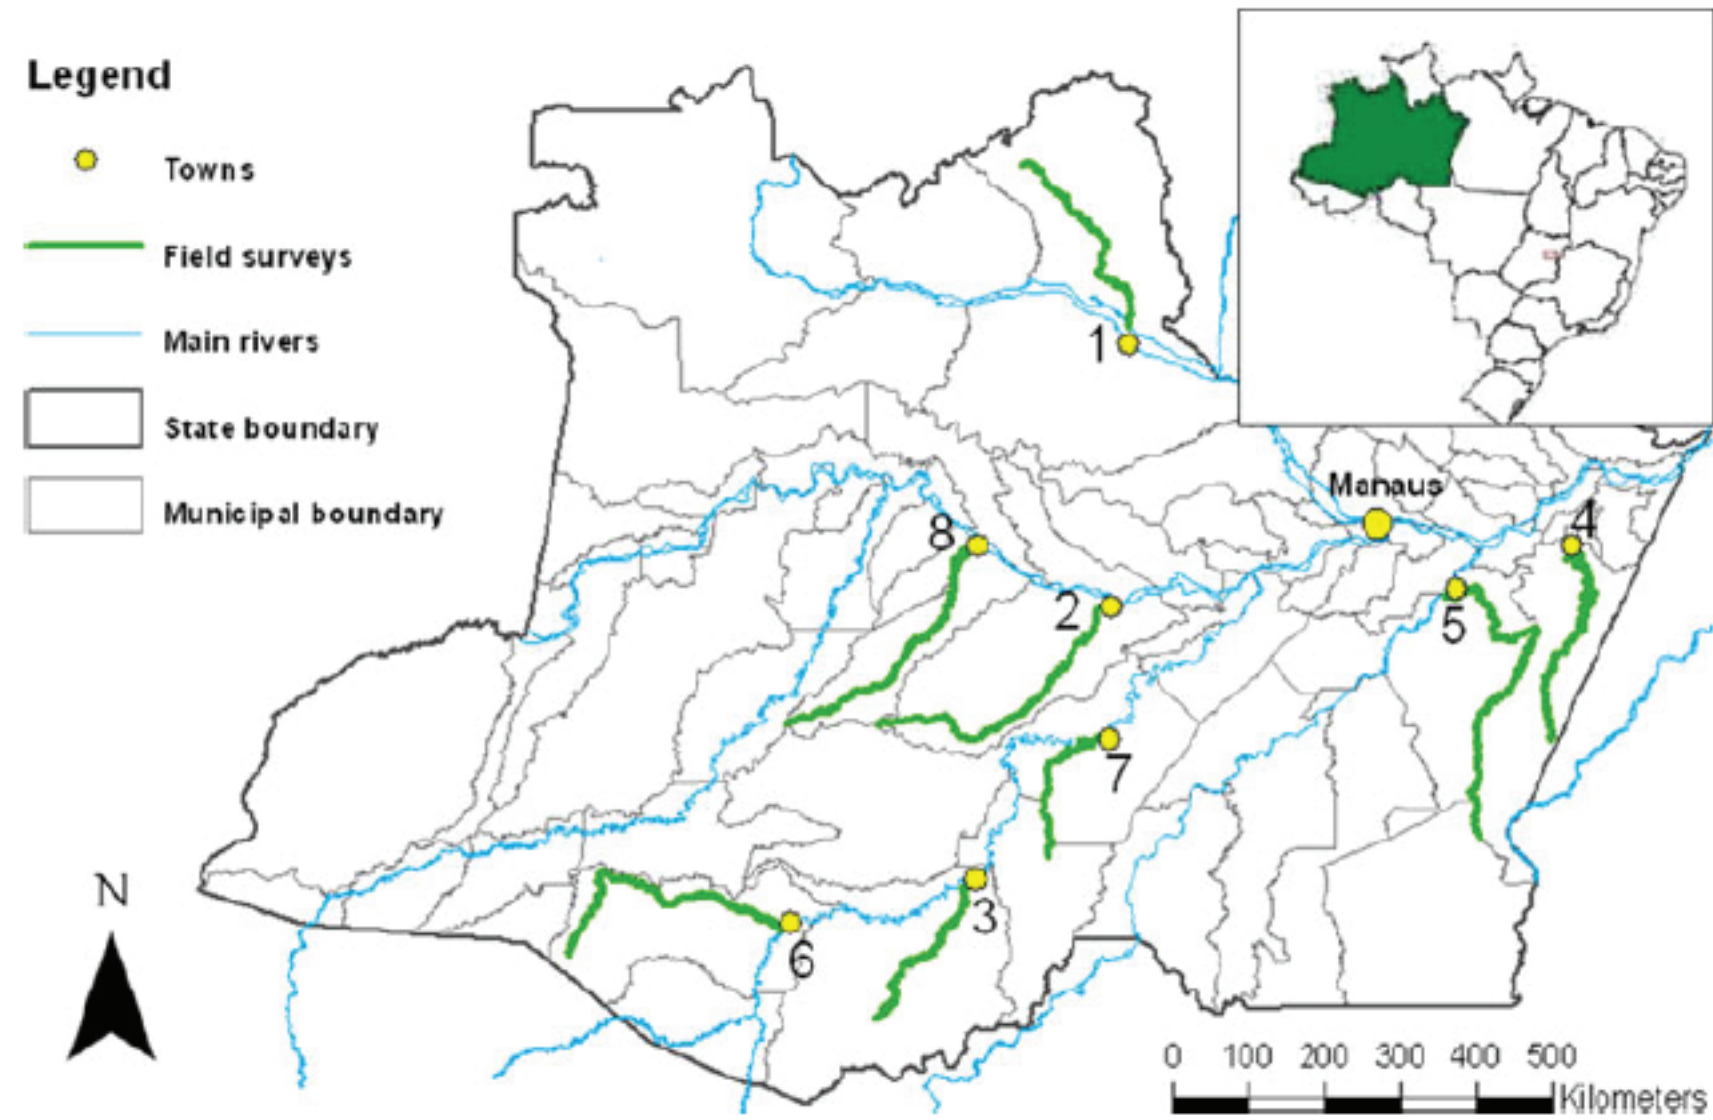 Legend
Towns
Field surveys
Main rivers
State boundary
Municipal boundary
1
Manaus
8
4
2
5
7
3
6
N
0 100 200 300 400 500
Kilometers